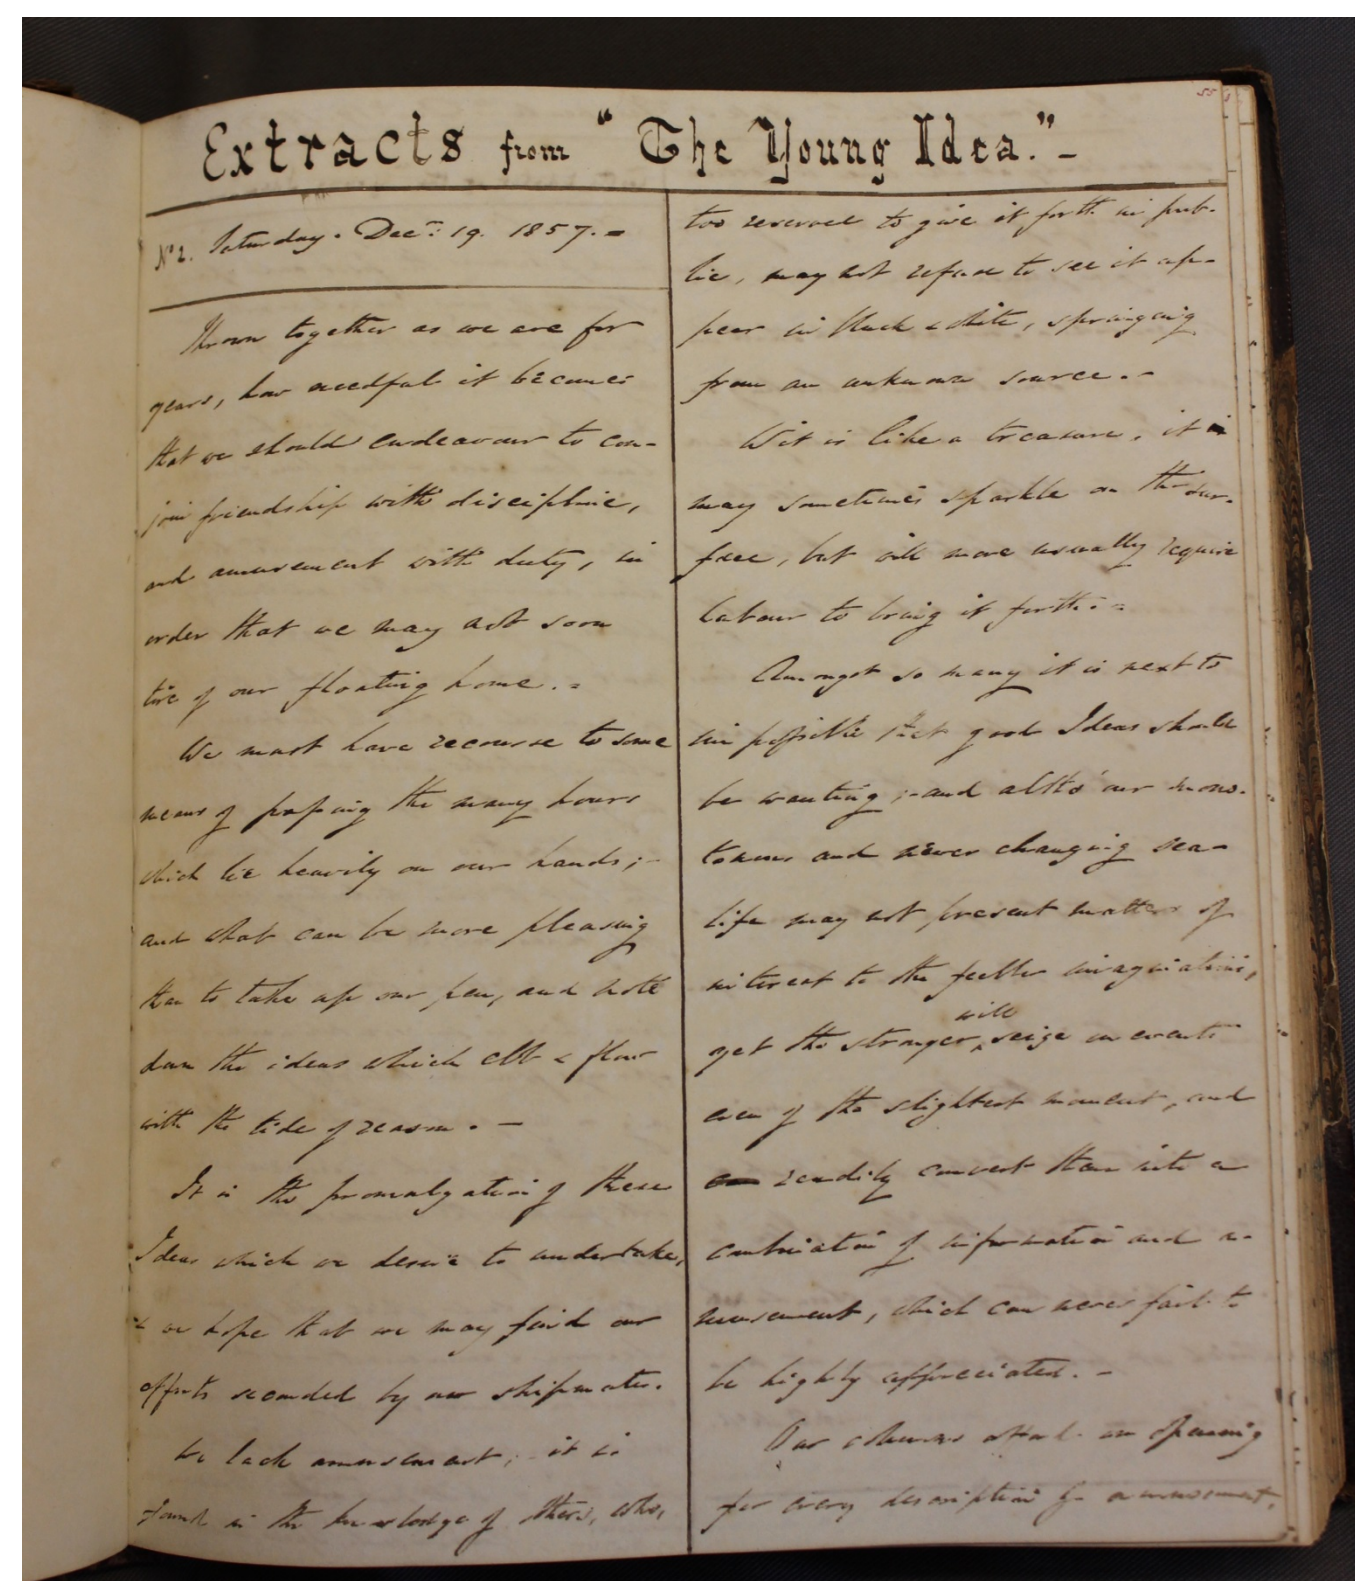 55
Extracts from "The Young Idea." -
No 2. Saturday. Decr. 19. 1857. =
Thrown together as we are for
years, how needful it becomes
that we should endeavour to con-
join friendship with discipline,
and amusement with duty, in
order that we may not soon
tire of our floating home. =
We must have recourse to some
means of passing the many hours
which lie heavily on our hands; -
and what can be more pleasing
than to take up our pen, and note
down the ideas which ebb & flow
with the tide of reason. -
It is the promulgation of these
Ideas which we desire to undertake,
& we hope that we may find our
efforts seconded by our shipmates.
We lack amusement; it is
found in the knowledge of others, who,
too reserved to give it forth in pub-
lic, may not refuse to see it ap-
pear in black & white, springing
from an unknown source. -
Wit is like a treasure, it
may sometimes sparkle on the sur-
face, but will more usually require
labour to bring it forth. =
Amongst so many it is next to
impossible that good Ideas should
be wanting; - and altho' our mono-
tonous and never changing sea-
life may not present matters of
interest to the feebler imagination,
yet the stronger will seize on events
even of the slightest moment, and
readily convert them into a
combination of information and a-
musement, which can never fail to
be highly appreciated. -
Our columns afford an opening
for every description of amusement,